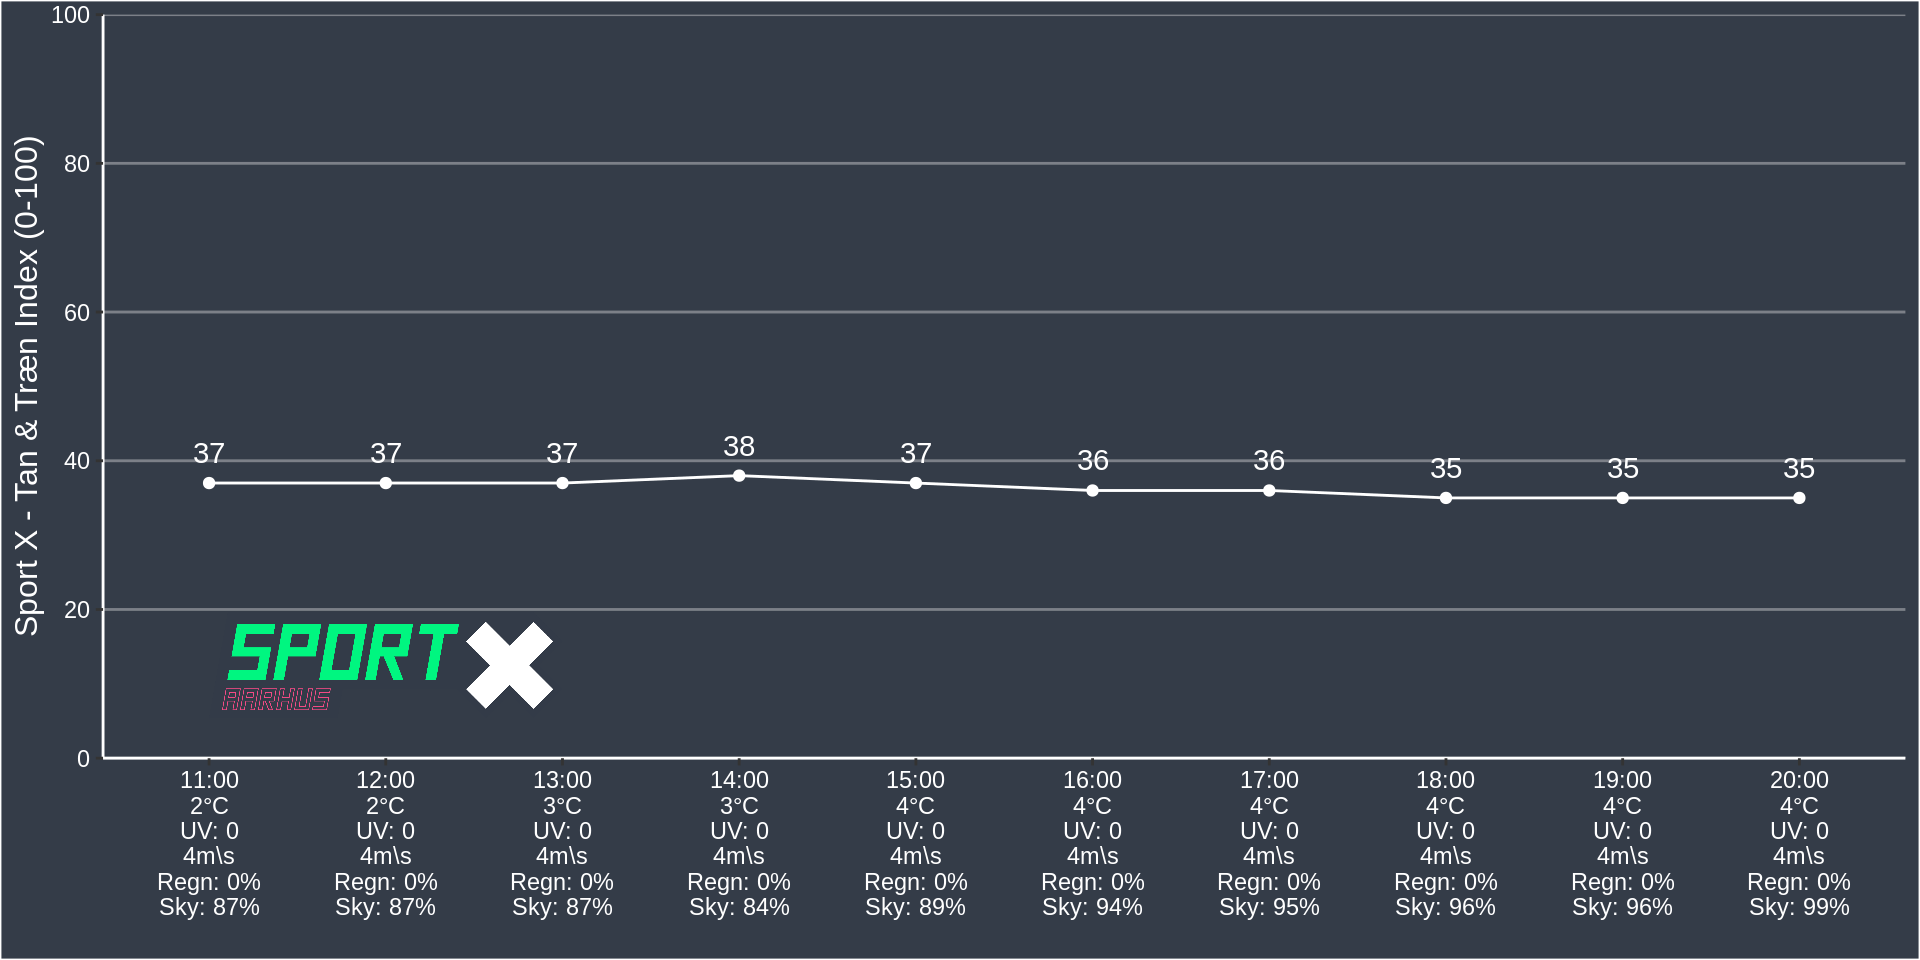 Sport X - Tan & Træn Index (0-100)
100
80
60
40
20
0
37 37 37 38 37 36 36 35 35 35
SPORT X
AARHUS
11:00 12:00 13:00 14:00 15:00 16:00 17:00 18:00 19:00 20:00
2°C 2°C 3°C 3°C 4°C 4°C 4°C 4°C 4°C 4°C
UV: 0 UV: 0 UV: 0 UV: 0 UV: 0 UV: 0 UV: 0 UV: 0 UV: 0 UV: 0
4m\s 4m\s 4m\s 4m\s 4m\s 4m\s 4m\s 4m\s 4m\s 4m\s
Regn: 0% Regn: 0% Regn: 0% Regn: 0% Regn: 0% Regn: 0% Regn: 0% Regn: 0% Regn: 0% Regn: 0%
Sky: 87% Sky: 87% Sky: 87% Sky: 84% Sky: 89% Sky: 94% Sky: 95% Sky: 96% Sky: 96% Sky: 99%